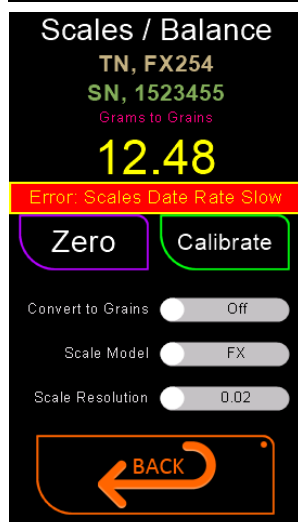 Scales / Balance
TN, FX254
SN, 1523455
Grams to Grains
12.48
Error: Scales Date Rate Slow
Zero
Calibrate
Convert to Grains Off
Scale Model FX
Scale Resolution 0.02
BACK